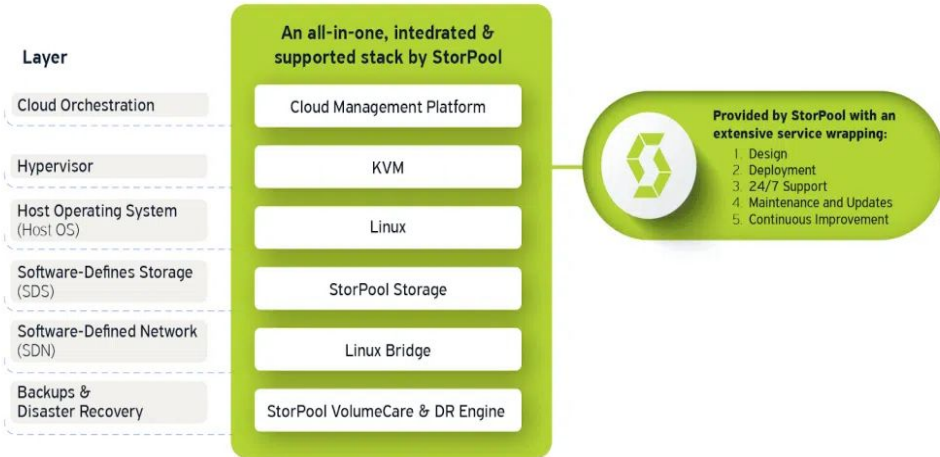 Layer
An all-in-one, intedrated &
supported stack by StorPool
Cloud Orchestration
Cloud Management Platform
Hypervisor
KVM
Host Operating System
(Host OS)
Linux
Software-Defines Storage
(SDS)
StorPool Storage
Software-Defined Network
(SDN)
Linux Bridge
Backups &
Disaster Recovery
StorPool VolumeCare & DR Engine
Provided by StorPool with an
extensive service wrapping:
1. Design
2. Deployment
3. 24/7 Support
4. Maintenance and Updates
5. Continuous Improvement